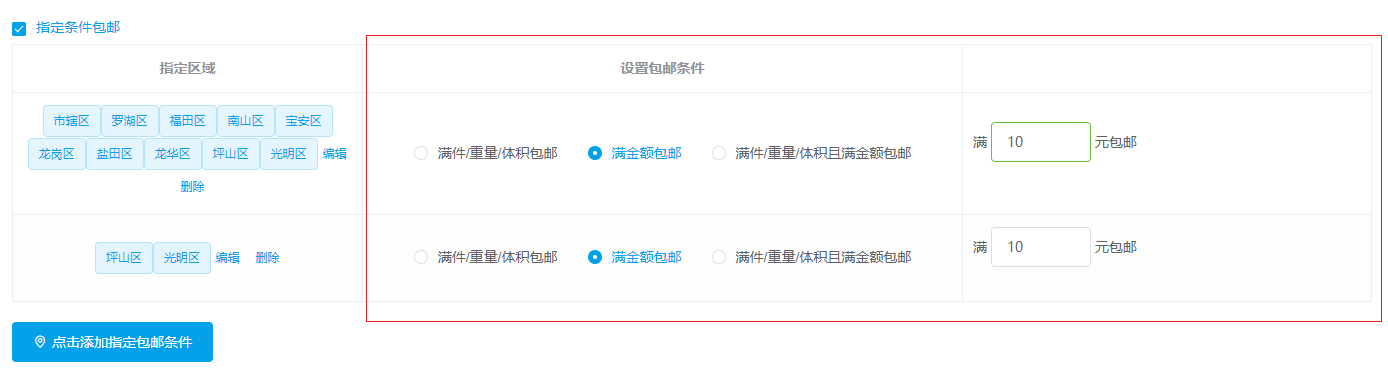 指定条件包邮
指定区域 设置包邮条件
市辖区 罗湖区 福田区 南山区 宝安区
龙岗区 盐田区 龙华区 坪山区 光明区 编辑
删除
满件/重量/体积包邮 满金额包邮 满件/重量/体积且满金额包邮
满 10 元包邮
坪山区 光明区 编辑 删除
满件/重量/体积包邮 满金额包邮 满件/重量/体积且满金额包邮
满 10 元包邮
点击添加指定包邮条件